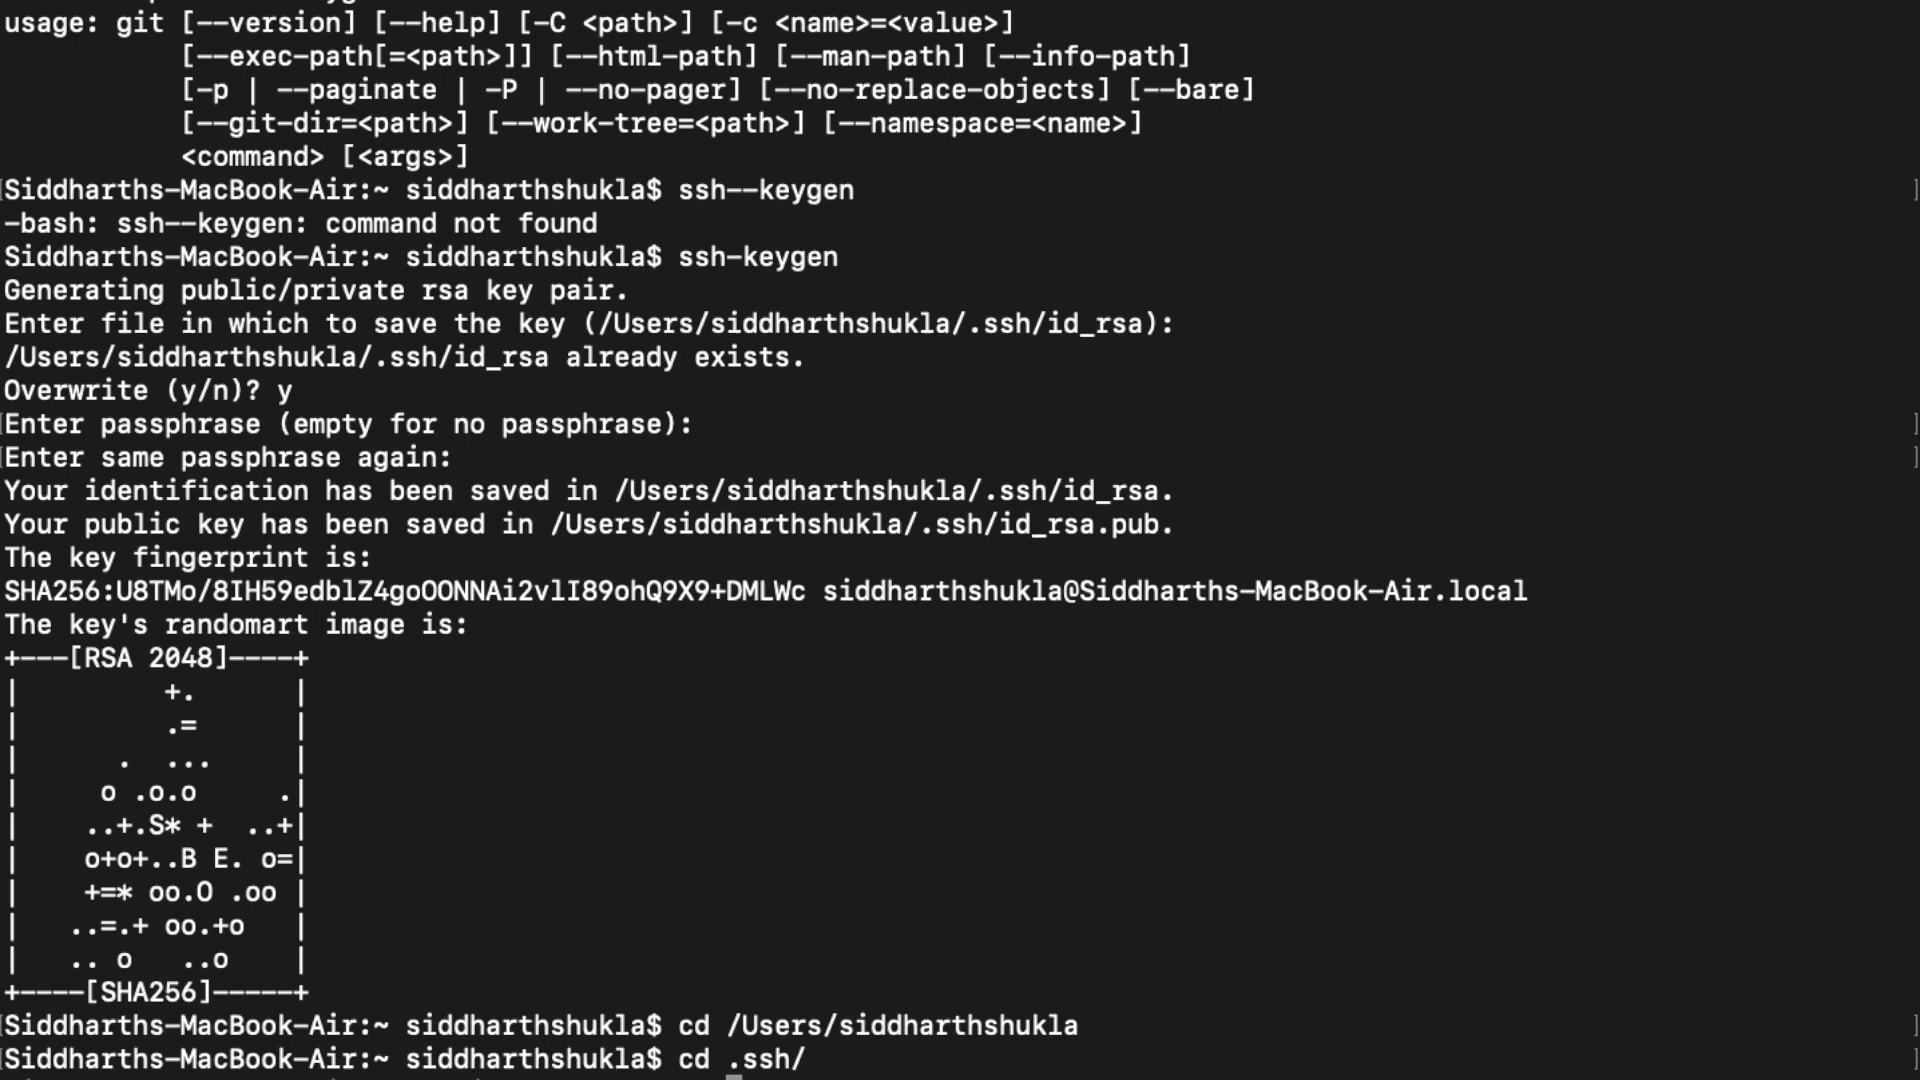 usage: git [--version] [--help] [-C <path>] [-c <name>=<value>]
           [--exec-path[=<path>]] [--html-path] [--man-path] [--info-path]
           [-p | --paginate | -P | --no-pager] [--no-replace-objects] [--bare]
           [--git-dir=<path>] [--work-tree=<path>] [--namespace=<name>]
           <command> [<args>]
Siddharths-MacBook-Air:~ siddharthshukla$ ssh--keygen
-bash: ssh--keygen: command not found
Siddharths-MacBook-Air:~ siddharthshukla$ ssh-keygen
Generating public/private rsa key pair.
Enter file in which to save the key (/Users/siddharthshukla/.ssh/id_rsa):
/Users/siddharthshukla/.ssh/id_rsa already exists.
Overwrite (y/n)? y
Enter passphrase (empty for no passphrase):
Enter same passphrase again:
Your identification has been saved in /Users/siddharthshukla/.ssh/id_rsa.
Your public key has been saved in /Users/siddharthshukla/.ssh/id_rsa.pub.
The key fingerprint is:
SHA256:U8TMo/8IH59edblZ4goOONNAi2vlI89ohQ9X9+DMLWc siddharthshukla@Siddharths-MacBook-Air.local
The key's randomart image is:
+---[RSA 2048]----+
|         +.      |
|         .=      |
|      .  ...     |
|     o .o.o     .|
|    ..+.S* +  ..+|
|    o+o+..B E. o=|
|    +=* oo.O .oo |
|   ..=.+ oo.+o   |
|   .. o   ..o    |
+----[SHA256]-----+
Siddharths-MacBook-Air:~ siddharthshukla$ cd /Users/siddharthshukla
Siddharths-MacBook-Air:~ siddharthshukla$ cd .ssh/